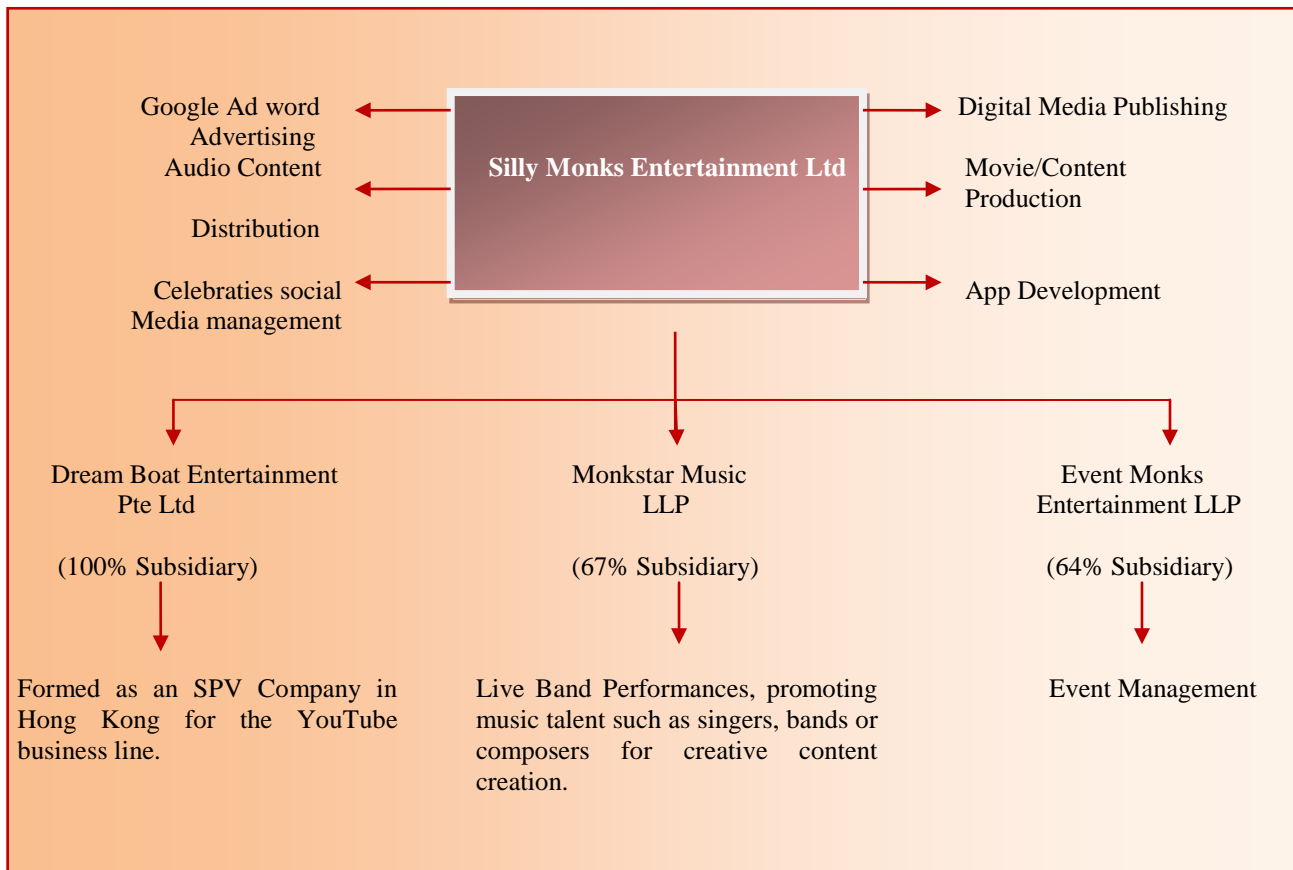 Google Ad word
Advertising
Audio Content
Distribution
Celebraties social
Media management
Silly Monks Entertainment Ltd
Digital Media Publishing
Movie/Content
Production
App Development
Dream Boat Entertainment
Pte Ltd
(100% Subsidiary)
Formed as an SPV Company in
Hong Kong for the YouTube
business line.
Monkstar Music
LLP
(67% Subsidiary)
Live Band Performances, promoting
music talent such as singers, bands or
composers for creative content
creation.
Event Monks
Entertainment LLP
(64% Subsidiary)
Event Management